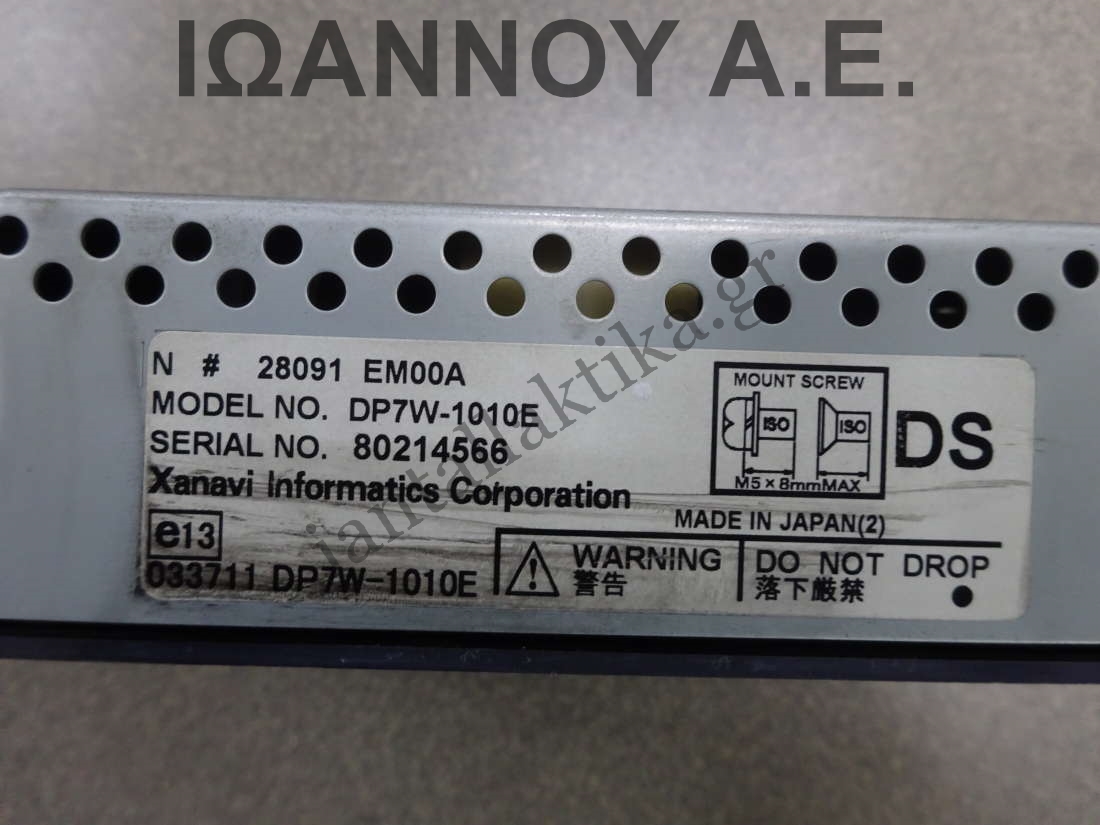 ΙΩΑΝΝΟΥ Α.Ε.
N # 28091 EM00A
MODEL NO. DP7W-1010E
SERIAL NO. 80214566
Xanavi Informatics Corporation
MOUNT SCREW
ISO ISO
M5×8mmMAX
DS
MADE IN JAPAN(2)
e13
033711 DP7W-1010E
WARNING
警告
DO NOT DROP
落下厳禁
iantallaktika.gr